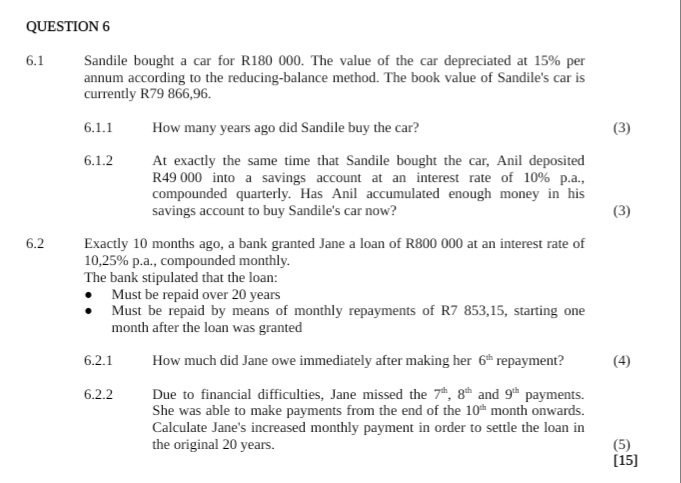 QUESTION 6
6.1 Sandile bought a car for R180 000. The value of the car depreciated at 15% per
annum according to the reducing-balance method. The book value of Sandile's car is
currently R79 866,96.
6.1.1 How many years ago did Sandile buy the car? (3)
6.1.2 At exactly the same time that Sandile bought the car, Anil deposited
R49 000 into a savings account at an interest rate of 10% p.a.,
compounded quarterly. Has Anil accumulated enough money in his
savings account to buy Sandile's car now? (3)
6.2 Exactly 10 months ago, a bank granted Jane a loan of R800 000 at an interest rate of
10,25% p.a., compounded monthly.
The bank stipulated that the loan:
● Must be repaid over 20 years
● Must be repaid by means of monthly repayments of R7 853,15, starting one
month after the loan was granted
6.2.1 How much did Jane owe immediately after making her 6th repayment? (4)
6.2.2 Due to financial difficulties, Jane missed the 7th, 8th and 9th payments.
She was able to make payments from the end of the 10th month onwards.
Calculate Jane's increased monthly payment in order to settle the loan in
the original 20 years. (5)
[15]